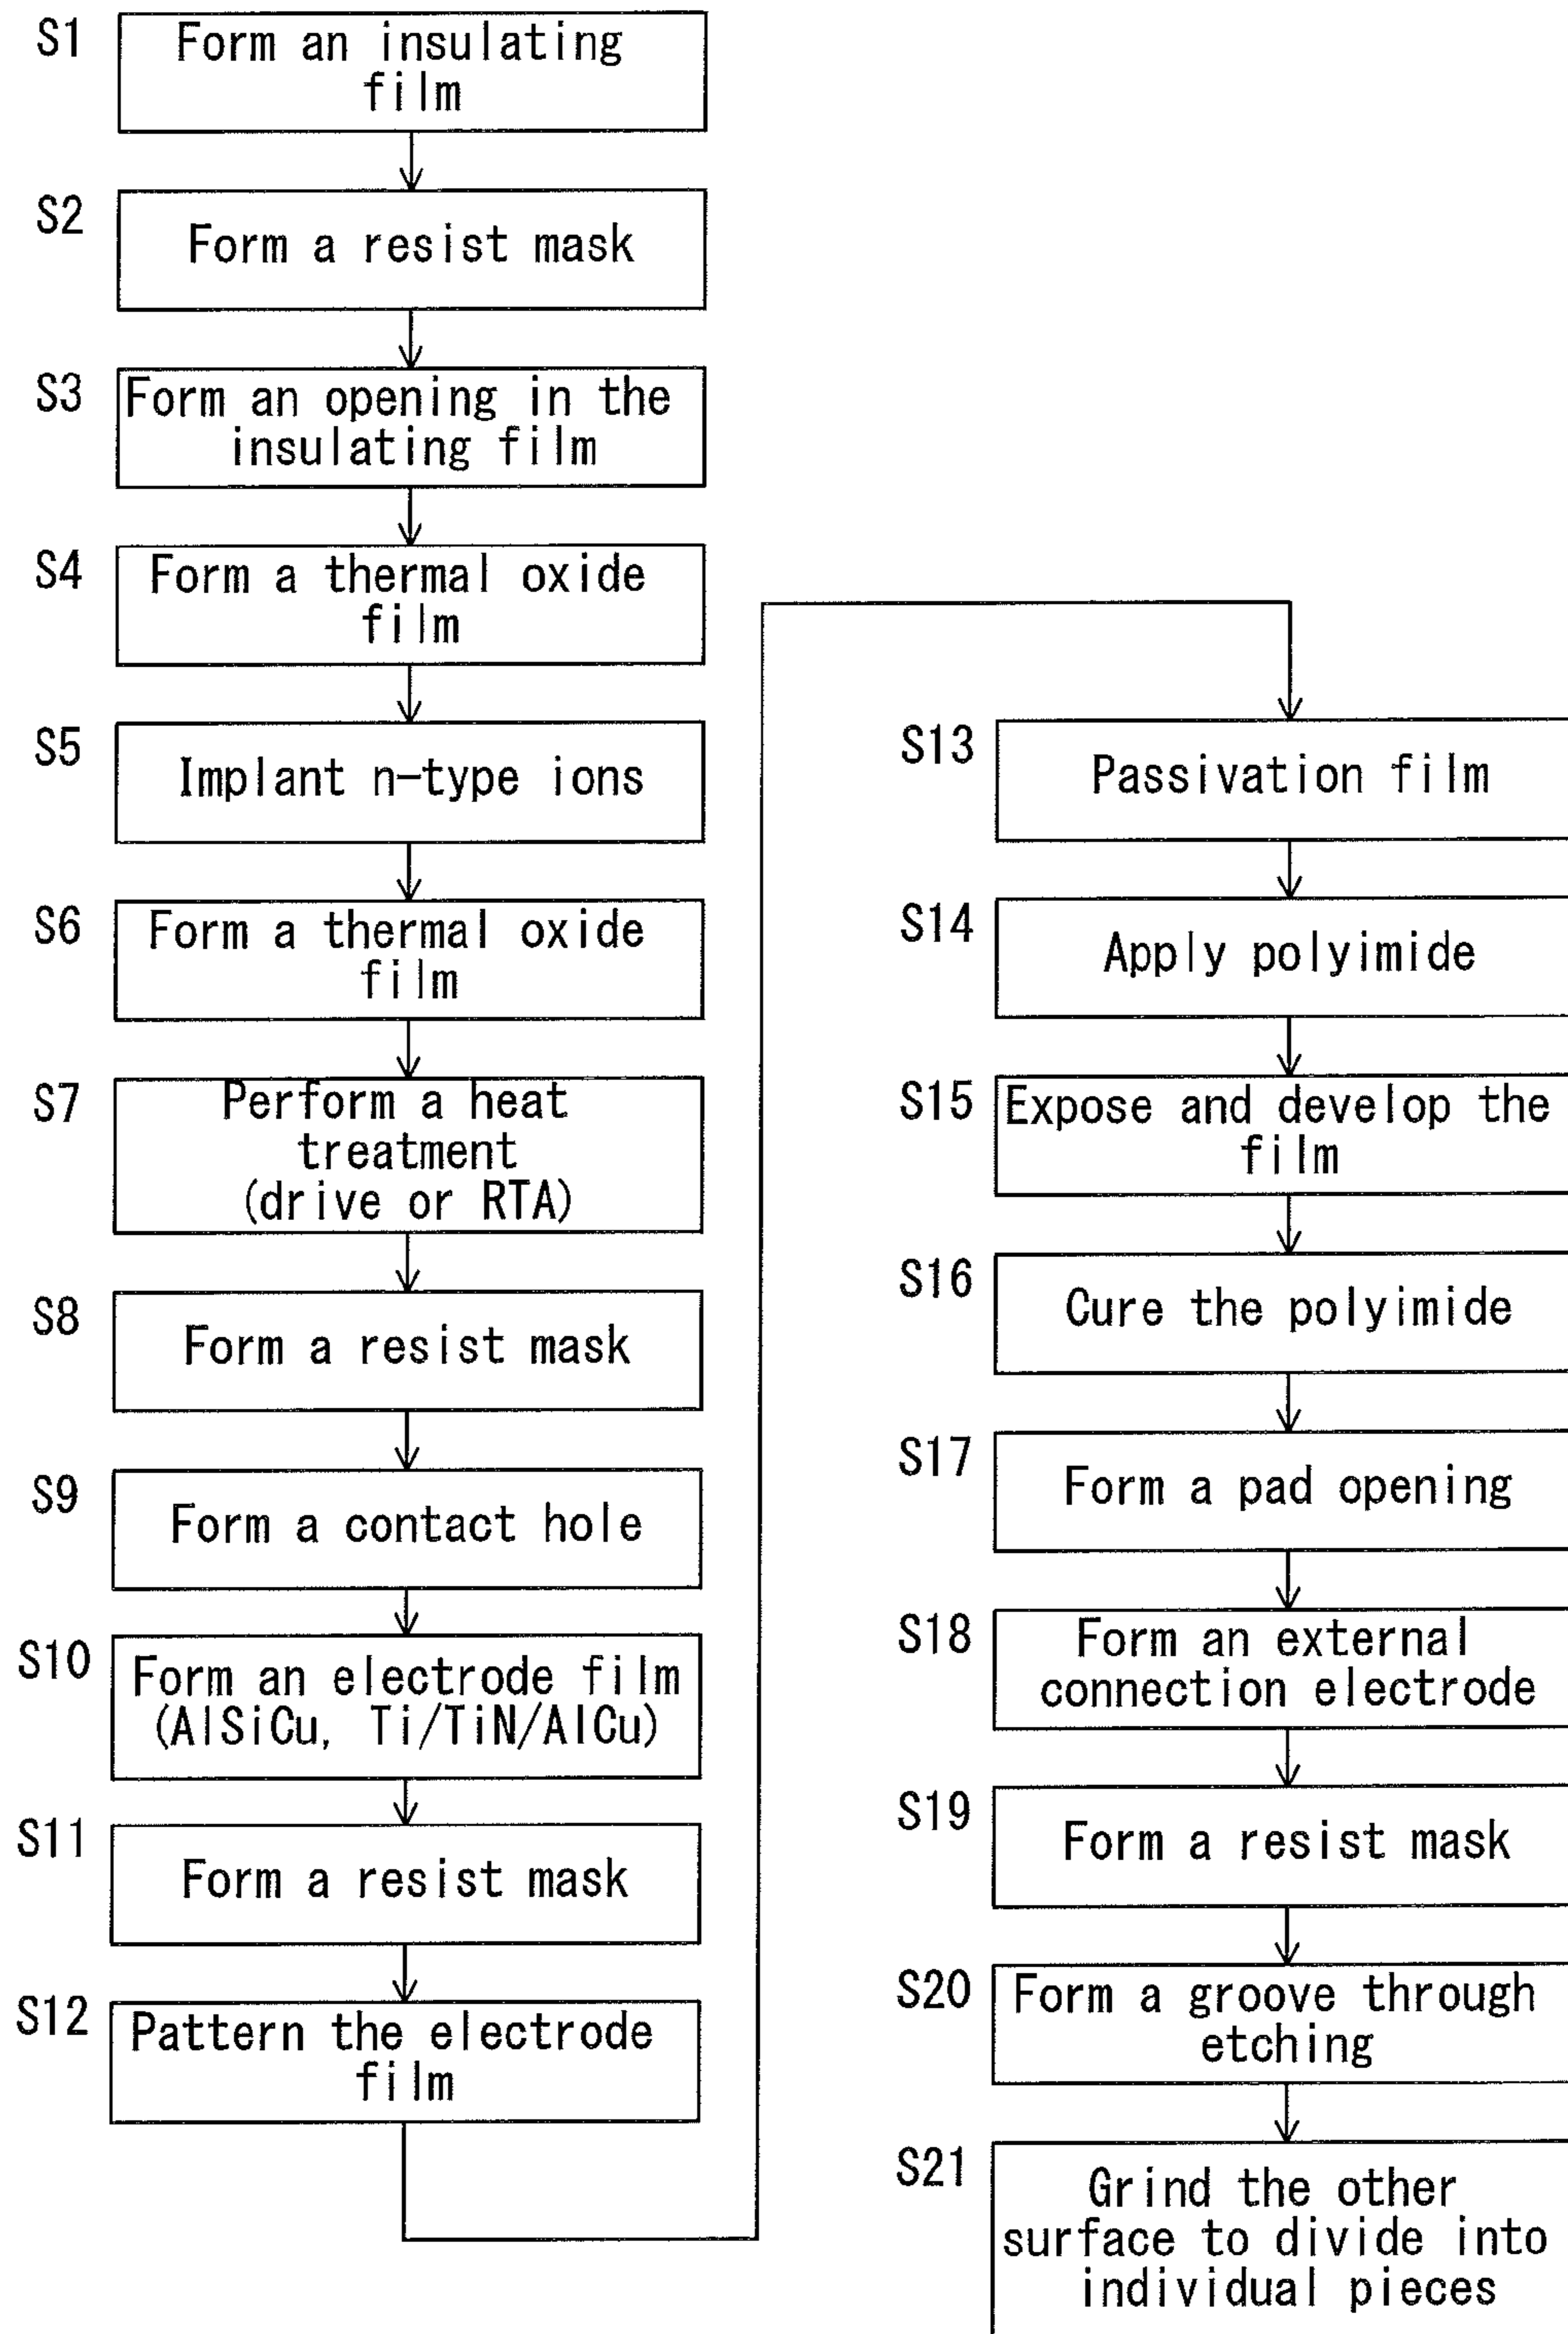 S1
Form an insulating
film
S2
Form a resist mask
S3
Form an opening in the
insulating film
S4
Form a thermal oxide
film
S5
Implant n-type ions
S6
Form a thermal oxide
film
S7
Perform a heat
treatment
(drive or RTA)
S8
Form a resist mask
S9
Form a contact hole
S10
Form an electrode film
(AlSiCu, Ti/TiN/AlCu)
S11
Form a resist mask
S12
Pattern the electrode
film
S13
Passivation film
S14
Apply polyimide
S15
Expose and develop the
film
S16
Cure the polyimide
S17
Form a pad opening
S18
Form an external
connection electrode
S19
Form a resist mask
S20
Form a groove through
etching
S21
Grind the other
surface to divide into
individual pieces